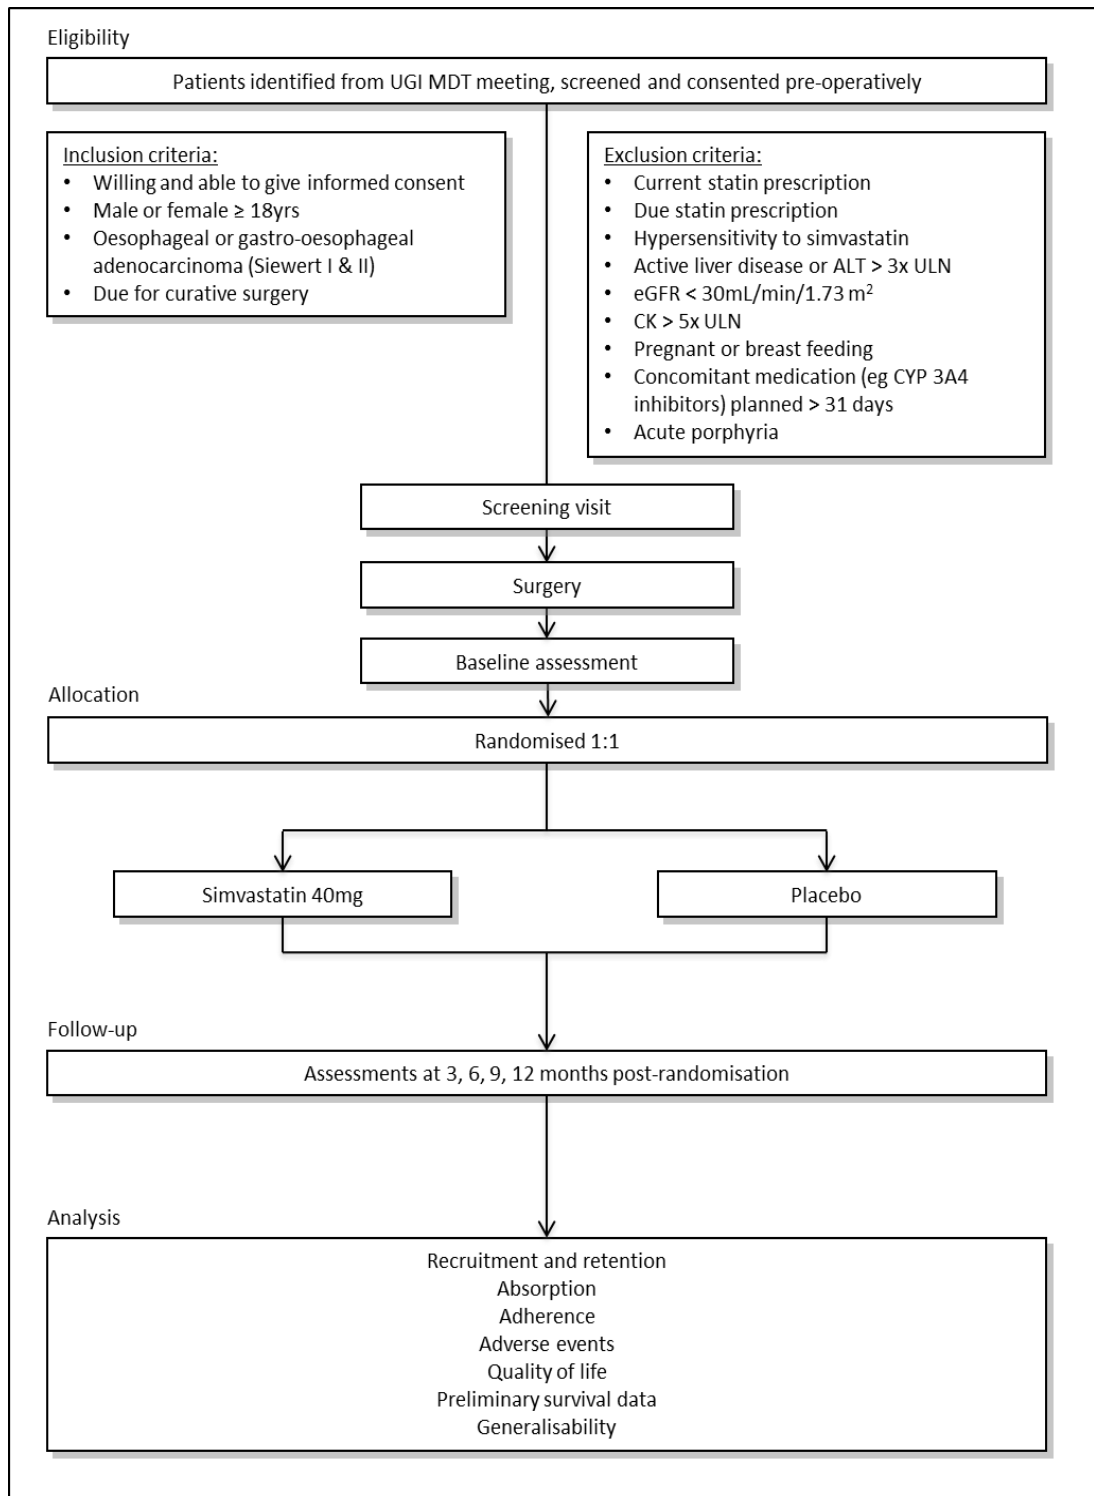 Eligibility
Patients identified from UGI MDT meeting, screened and consented pre-operatively
Inclusion criteria:
• Willing and able to give informed consent
• Male or female ≥ 18yrs
• Oesophageal or gastro-oesophageal
adenocarcinoma (Siewert I & II)
• Due for curative surgery
Exclusion criteria:
• Current statin prescription
• Due statin prescription
• Hypersensitivity to simvastatin
• Active liver disease or ALT > 3x ULN
• eGFR < 30mL/min/1.73 m²
• CK > 5x ULN
• Pregnant or breast feeding
• Concomitant medication (eg CYP 3A4
inhibitors) planned > 31 days
• Acute porphyria
Screening visit
Surgery
Baseline assessment
Allocation
Randomised 1:1
Simvastatin 40mg
Placebo
Follow-up
Assessments at 3, 6, 9, 12 months post-randomisation
Analysis
Recruitment and retention
Absorption
Adherence
Adverse events
Quality of life
Preliminary survival data
Generalisability